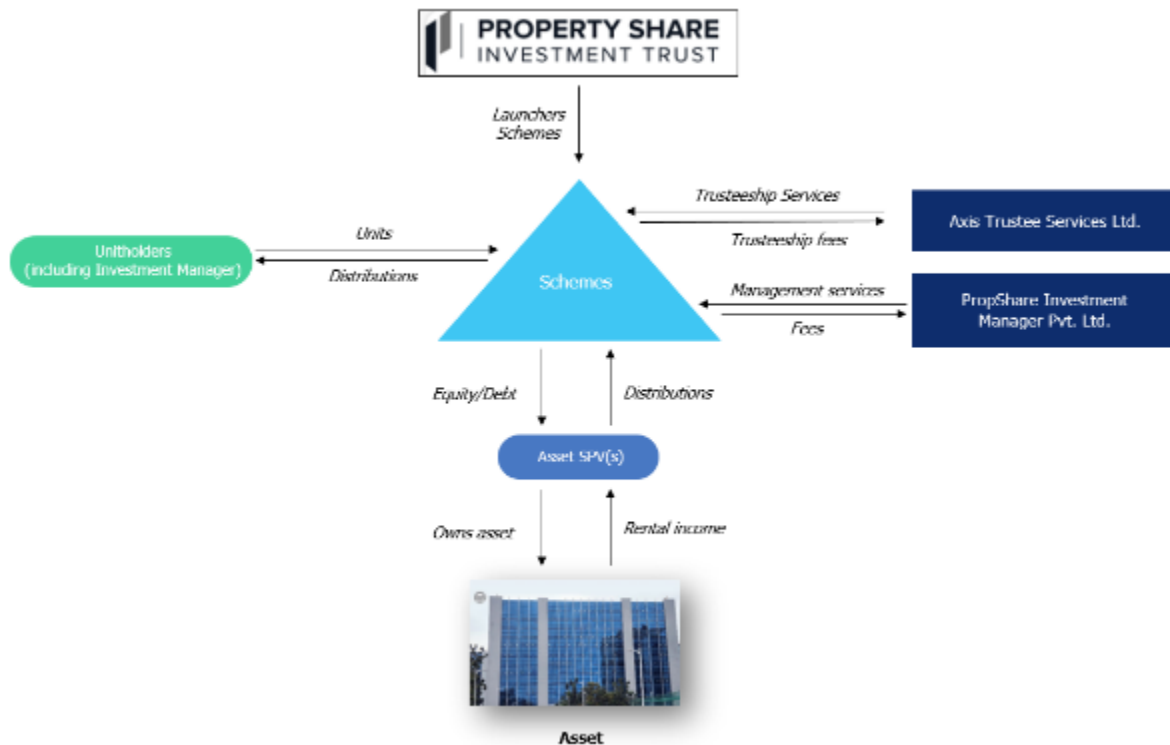 PROPERTY SHARE
INVESTMENT TRUST
Launchers
Schemes
Trusteeship Services
Axis Trustee Services Ltd.
Trusteeship fees
Unitholders
(including Investment Manager)
Units
Distributions
Schemes
Management services
Fees
PropShare Investment
Manager Pvt. Ltd.
Equity/Debt
Distributions
Asset SPV(s)
Owns asset
Rental income
Asset